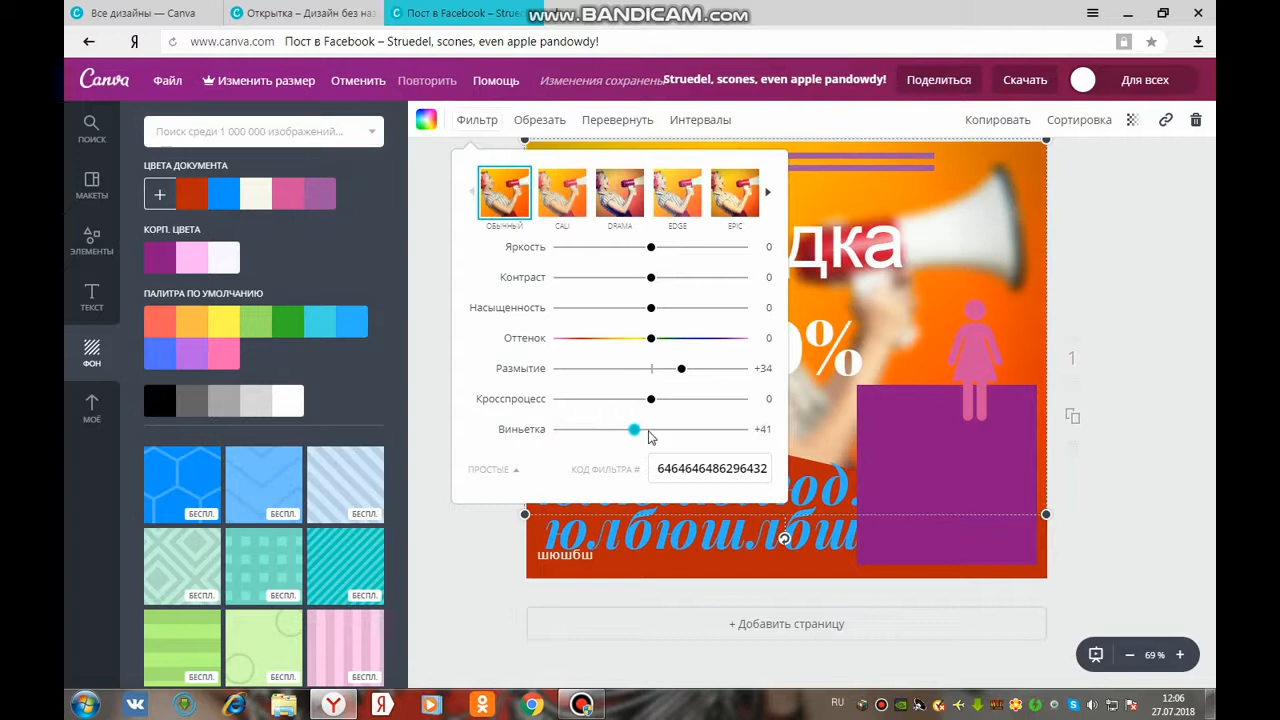 www.BANDICAM.com
Все дизайны — Canva
Открытка – Дизайн без наз
Пост в Facebook – Strue
Я
www.canva.com Пост в Facebook – Struedel, scones, even apple pandowdy!
Canva
Файл
Изменить размер
Отменить
Повторить
Помощь
Изменения сохранены
Struedel, scones, even apple pandowdy!
Поделиться
Скачать
Для всех
ПОИСК
МАКЕТЫ
ЭЛЕМЕНТЫ
ТЕКСТ
ФОН
МОЁ
Поиск среди 1 000 000 изображений...
ЦВЕТА ДОКУМЕНТА
КОРП. ЦВЕТА
ПАЛИТРА ПО УМОЛЧАНИЮ
БЕСПЛ.
БЕСПЛ.
БЕСПЛ.
БЕСПЛ.
БЕСПЛ.
БЕСПЛ.
БЕСПЛ.
БЕСПЛ.
БЕСПЛ.
Фильтр
Обрезать
Перевернуть
Интервалы
Копировать
Сортировка
ОБЫЧНЫЙ
CALI
DRAMA
EDGE
EPIC
Яркость 0
Контраст 0
Насыщенность 0
Оттенок 0
Размытие +34
Кросспроцесс 0
Виньетка +41
ПРОСТЫЕ
КОД ФИЛЬТРА #
6464646486296432
дка
0%
юлбюшлбш
шюшбш
1
+ Добавить страницу
69 %
RU
12:06
27.07.2018